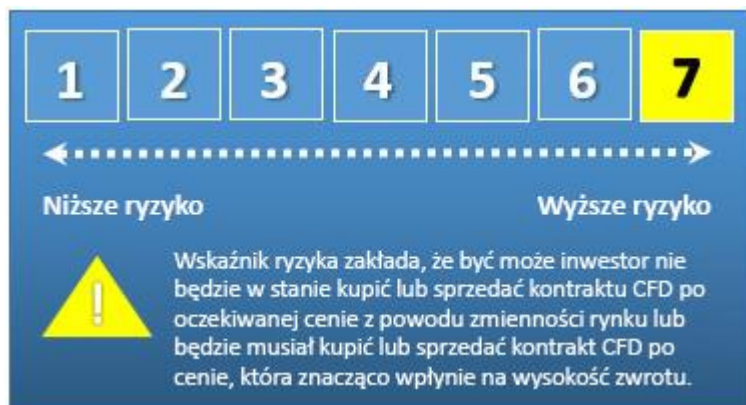 1 2 3 4 5 6 7
Niższe ryzyko Wyższe ryzyko
!
Wskaźnik ryzyka zakłada, że być może inwestor nie
będzie w stanie kupić lub sprzedać kontraktu CFD po
oczekiwanej cenie z powodu zmienności rynku lub
będzie musiał kupić lub sprzedać kontrakt CFD po
cenie, która znacząco wpłynie na wysokość zwrotu.